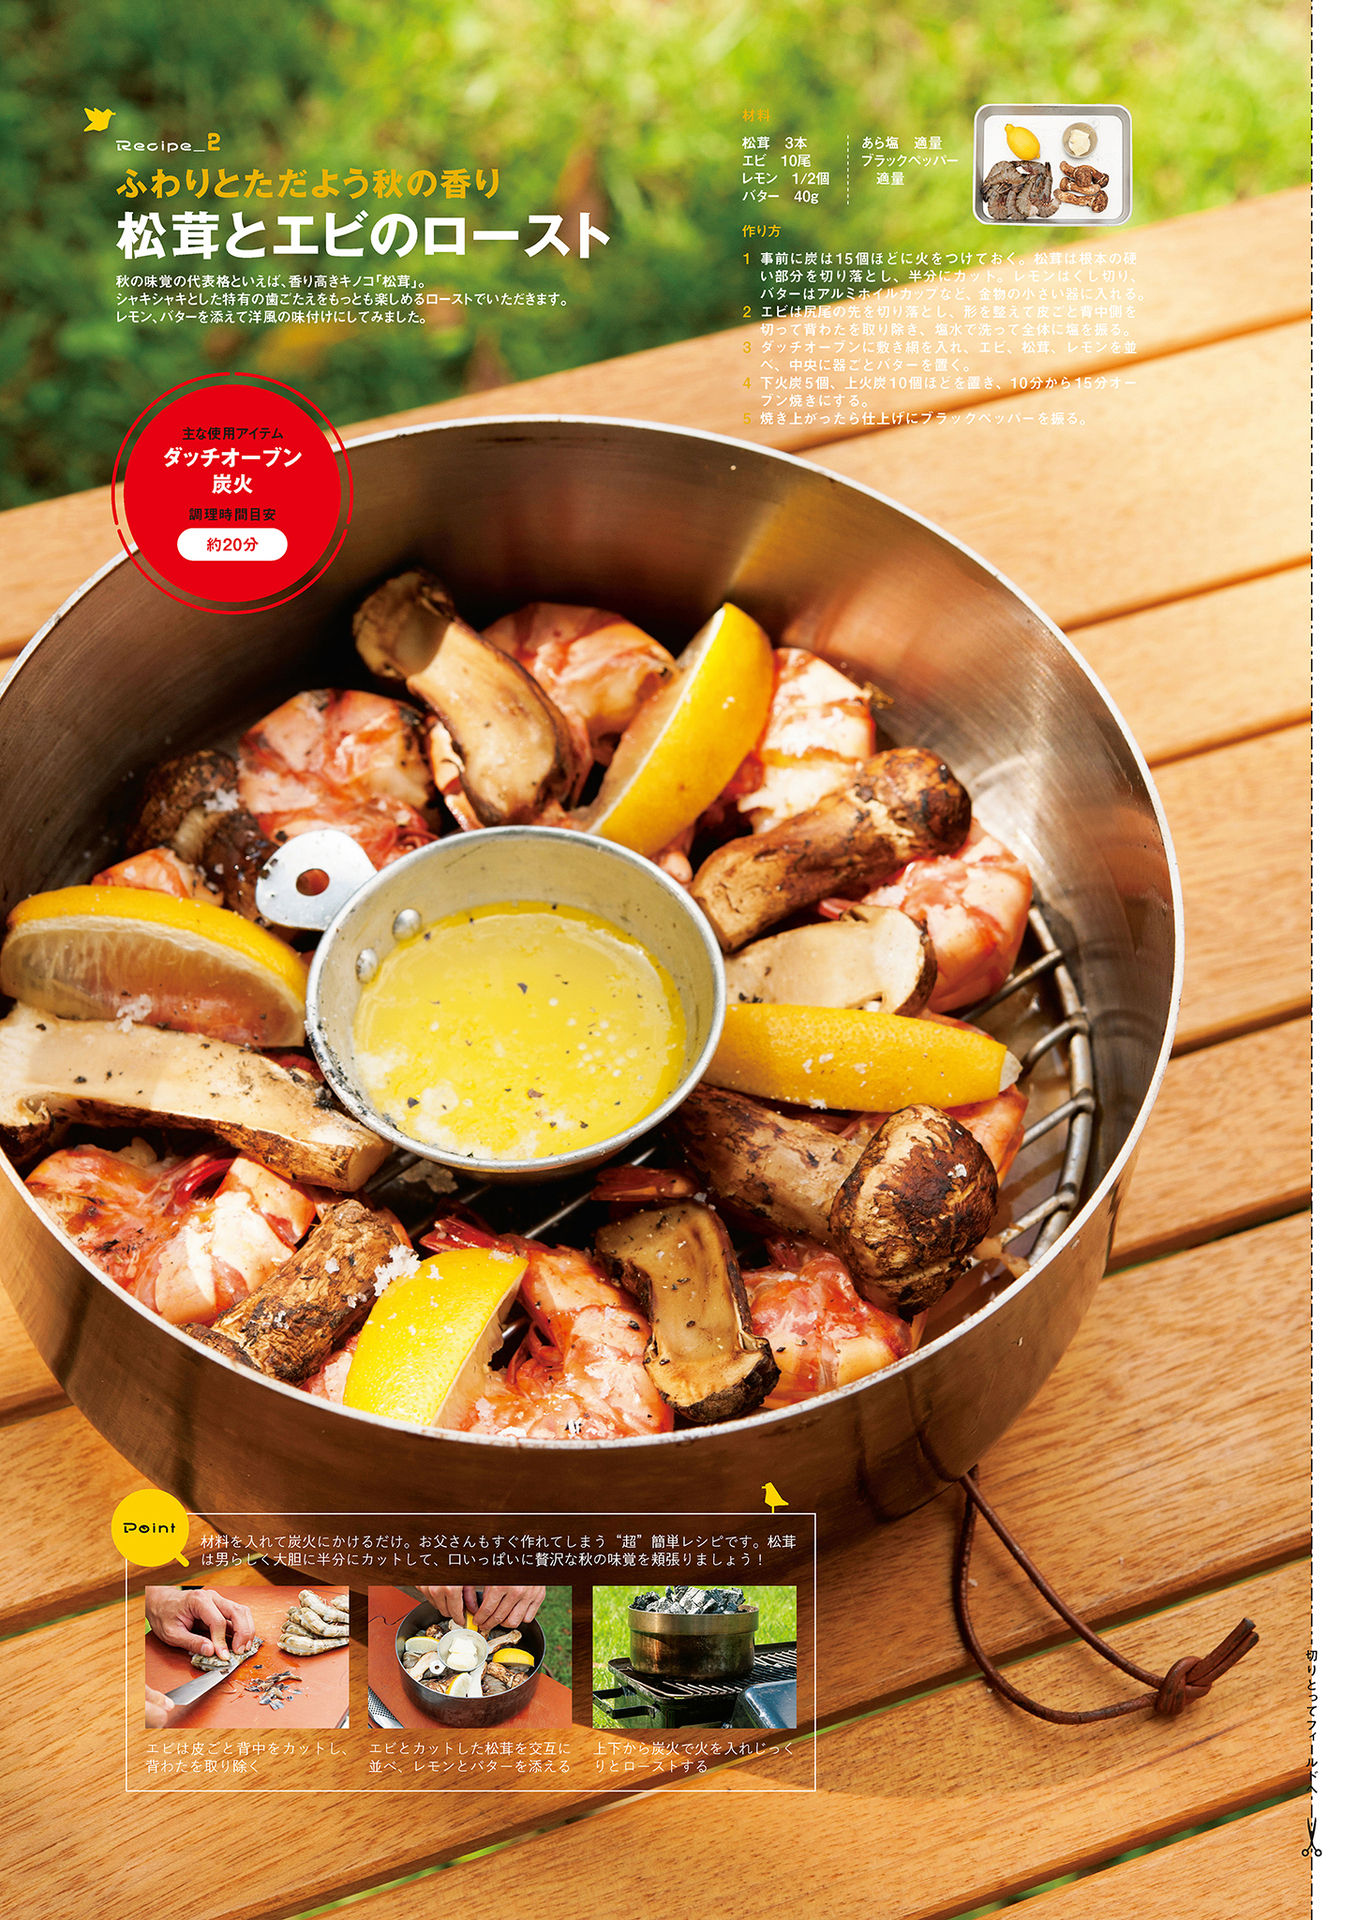 Recipe_2
ふわりとただよう秋の香り
松茸とエビのロースト
秋の味覚の代表格といえば、香り高きキノコ「松茸」。
シャキシャキとした特有の歯ごたえをもっとも楽しめるローストでいただきます。
レモン、バターを添えて洋風の味付けにしてみました。
材料
松茸　3本
エビ　10尾
レモン　1/2個
バター　40g
あら塩　適量
ブラックペッパー
適量
作り方
1 事前に炭は15個ほどに火をつけておく。松茸は根本の硬
い部分を切り落とし、半分にカット。レモンはくし切り、
バターはアルミホイルカップなど、金物の小さい器に入れる。
2 エビは尻尾の先を切り落とし、形を整えて皮ごと背中側を
切って背わたを取り除き、塩水で洗って全体に塩を振る。
3 ダッチオーブンに敷き網を入れ、エビ、松茸、レモンを並
べ、中央に器ごとバターを置く。
4 下火炭5個、上火炭10個ほどを置き、10分から15分オー
ブン焼きにする。
5 焼き上がったら仕上げにブラックペッパーを振る。
主な使用アイテム
ダッチオーブン
炭火
調理時間目安
約20分
Point
材料を入れて炭火にかけるだけ。お父さんもすぐ作れてしまう“超”簡単レシピです。松茸
は男らしく大胆に半分にカットして、口いっぱいに贅沢な秋の味覚を頬張りましょう！
エビは皮ごと背中をカットし、
背わたを取り除く
エビとカットした松茸を交互に
並べ、レモンとバターを添える
上下から炭火で火を入れじっく
りとローストする
切りとってフィールドへ